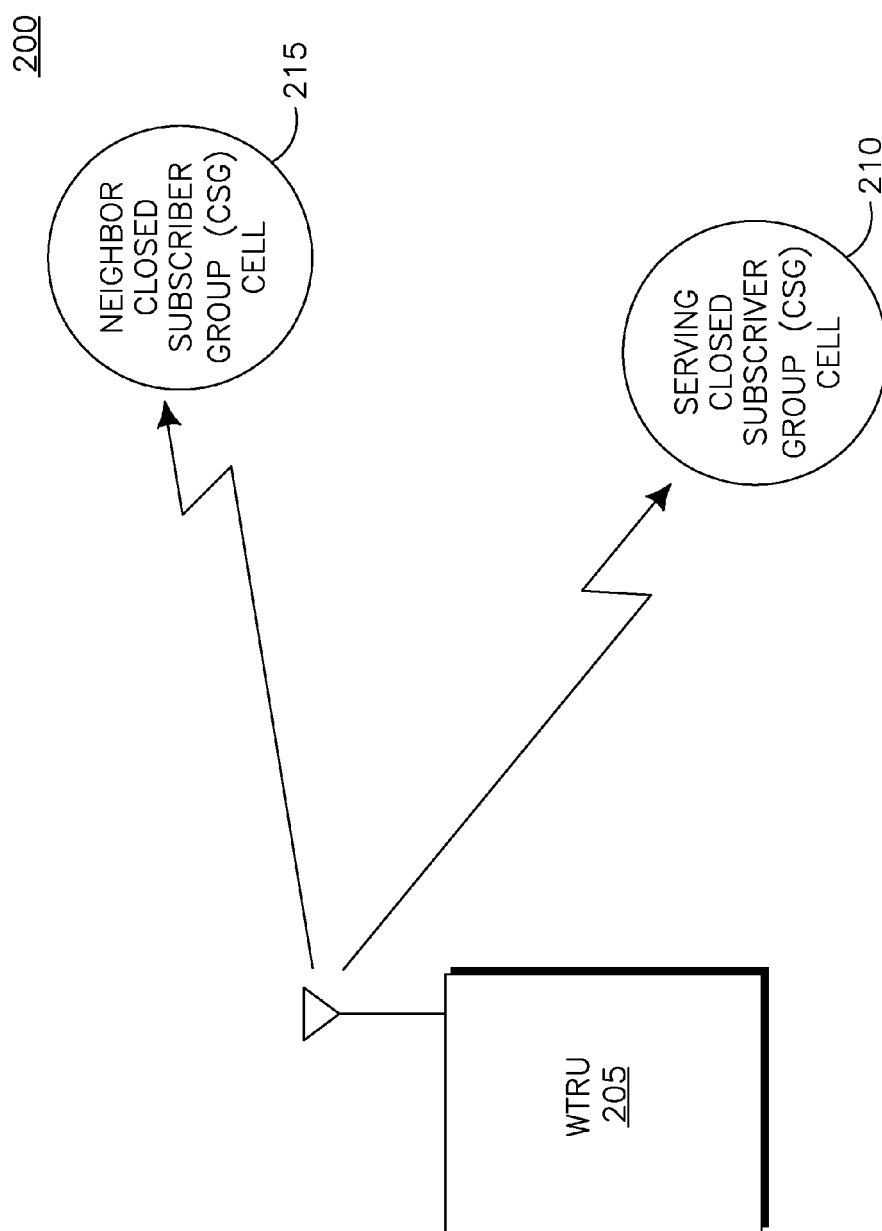 200
NEIGHBOR
CLOSED
SUBSCRIBER
GROUP (CSG)
CELL
215
SERVING
CLOSED
SUBSCRIVER
GROUP (CSG)
CELL
210
WTRU
205